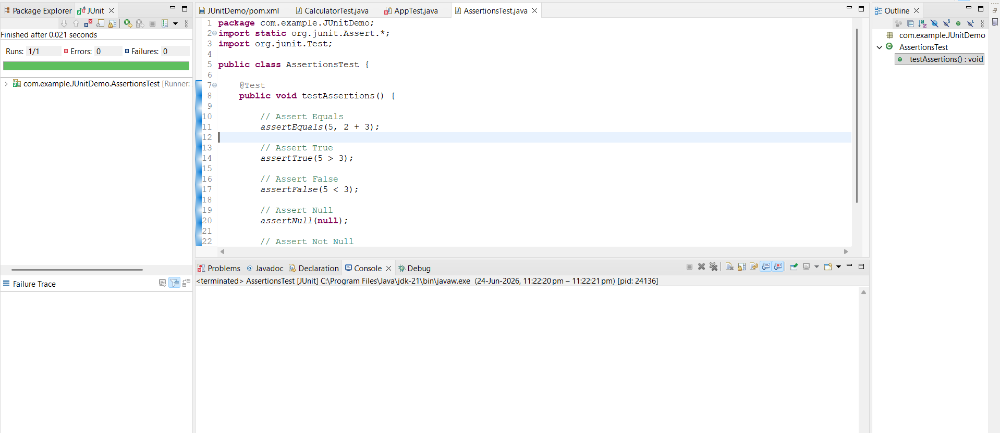 Package Explorer
JUnit
Finished after 0.021 seconds
Runs: 1/1
Errors: 0
Failures: 0
com.example.JUnitDemo.AssertionsTest [Runner:
Failure Trace
JUnitDemo/pom.xml
CalculatorTest.java
AppTest.java
AssertionsTest.java
1 package com.example.JUnitDemo;
2 import static org.junit.Assert.*;
3 import org.junit.Test;
4
5 public class AssertionsTest {
6
7 @Test
8 public void testAssertions() {
9
10 // Assert Equals
11 assertEquals(5, 2 + 3);
12
13 // Assert True
14 assertTrue(5 > 3);
15
16 // Assert False
17 assertFalse(5 < 3);
18
19 // Assert Null
20 assertNull(null);
21
22 // Assert Not Null
Problems
@ Javadoc
Declaration
Console
Debug
<terminated> AssertionsTest [JUnit] C:\Program Files\Java\jdk-21\bin\javaw.exe (24-Jun-2026, 11:22:20 pm – 11:22:21 pm) [pid: 24136]
Outline
com.example.JUnitDemo
AssertionsTest
testAssertions() : void